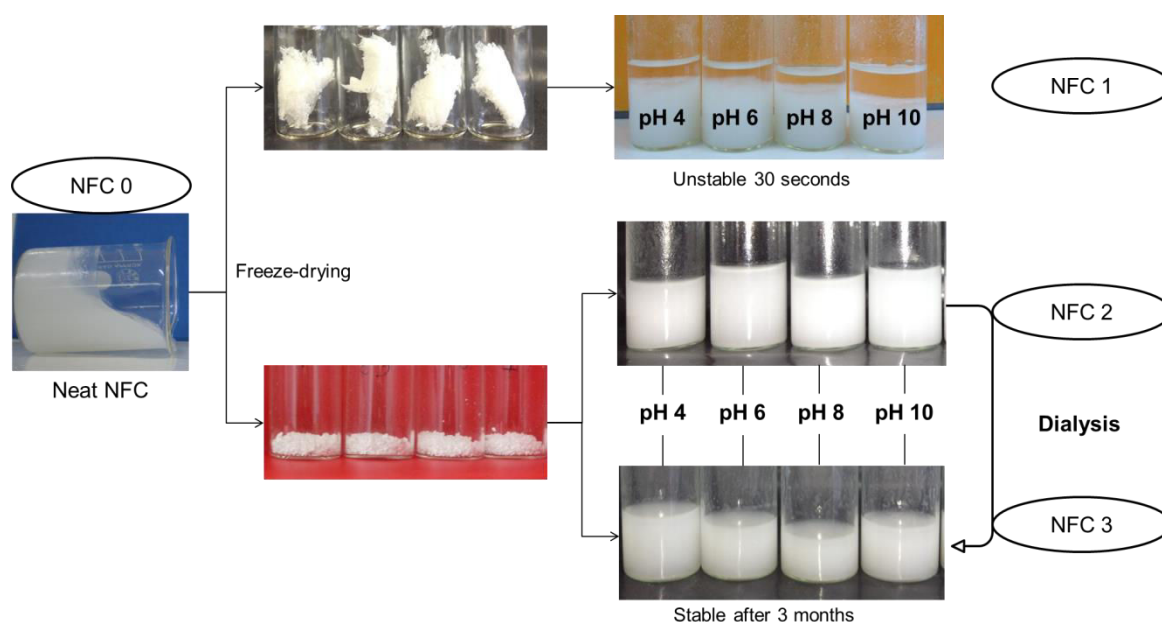 NFC 0
Neat NFC
Freeze-drying
pH 4 pH 6 pH 8 pH 10
Unstable 30 seconds
NFC 1
NFC 2
pH 4 pH 6 pH 8 pH 10
Dialysis
NFC 3
Stable after 3 months